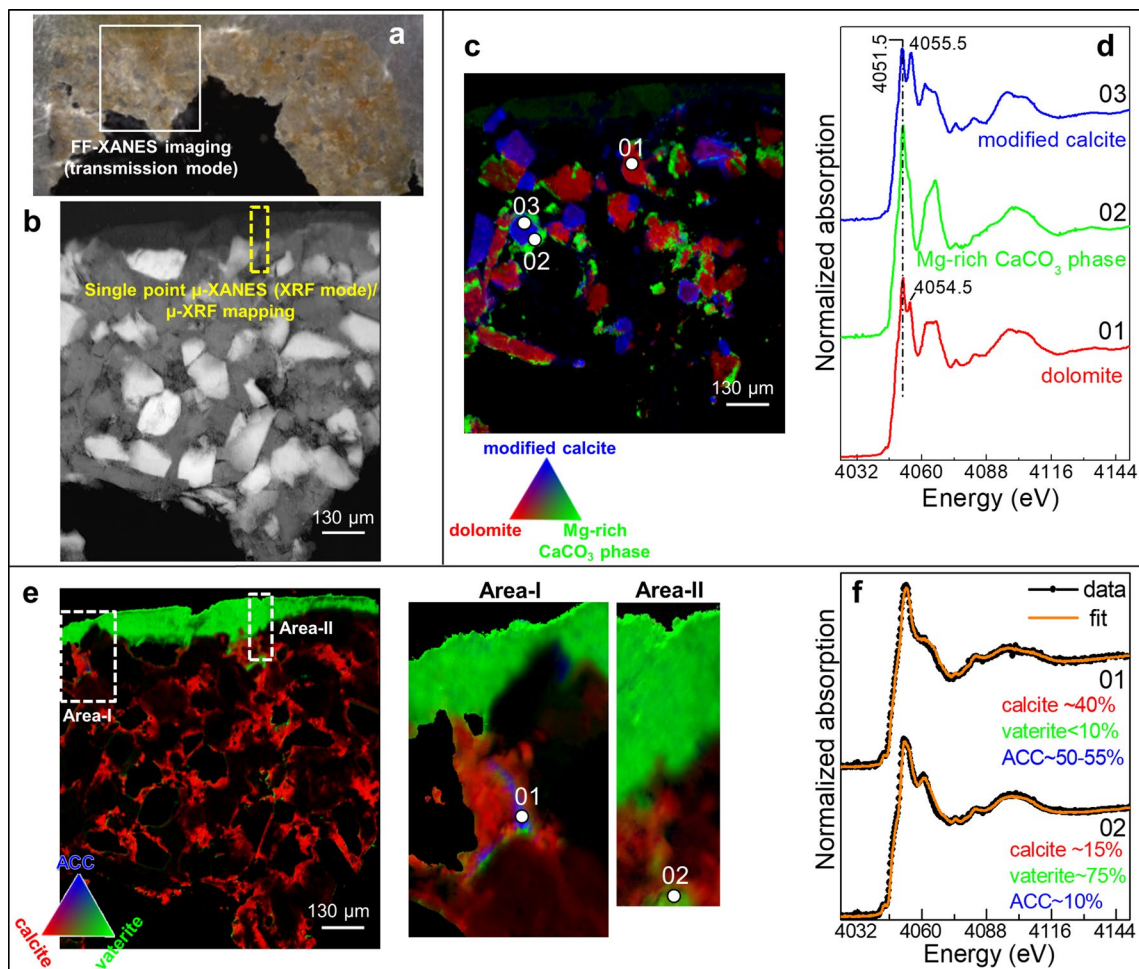 a
FF-XANES imaging
(transmission mode)
b
Single point µ-XANES (XRF mode)/
µ-XRF mapping
130 µm
c
01
03
02
130 µm
modified calcite
dolomite
Mg-rich
CaCO₃ phase
d
4051.5
4055.5
03
modified calcite
02
Mg-rich CaCO₃ phase
4054.5
01
dolomite
Normalized absorption
4032 4060 4088 4116 4144
Energy (eV)
e
Area-I
Area-II
ACC
calcite
vaterite
130 µm
Area-I
01
Area-II
02
f
data
fit
01
calcite ~40%
vaterite<10%
ACC~50-55%
02
calcite ~15%
vaterite~75%
ACC~10%
Normalized absorption
4032 4060 4088 4116 4144
Energy (eV)